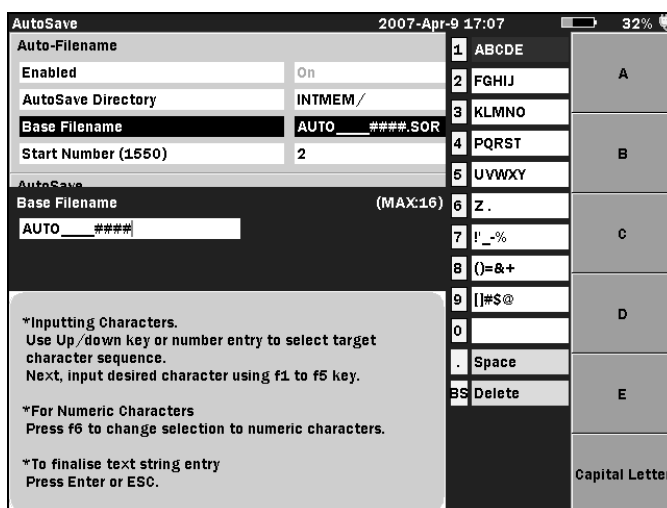 AutoSave 2007-Apr-9 17:07 32%
Auto-Filename
Enabled On
AutoSave Directory INTMEM/
Base Filename AUTO____####.SOR
Start Number (1550) 2
AutoSave
Base Filename (MAX:16)
AUTO____####
*Inputting Characters.
Use Up/down key or number entry to select target
character sequence.
Next, input desired character using f1 to f5 key.
*For Numeric Characters
Press f6 to change selection to numeric characters.
*To finalise text string entry
Press Enter or ESC.
1 ABCDE
2 FGHIJ
3 KLMNO
4 PQRST
5 UVWXY
6 Z .
7 !'_-%
8 ()=&+
9 []#$@
0
. Space
BS Delete
A
B
C
D
E
Capital Letter